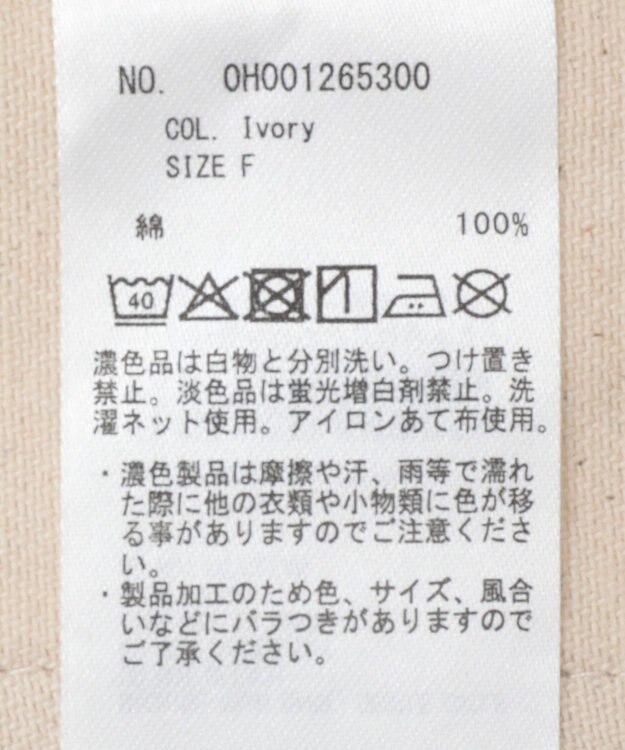 NO. 0H001265300
COL. Ivory
SIZE F
綿 100%
40
濃色品は白物と分別洗い。つけ置き
禁止。淡色品は蛍光増白剤禁止。洗
濯ネット使用。アイロンあて布使用。
・濃色製品は摩擦や汗、雨等で濡れ
た際に他の衣類や小物類に色が移
る事がありますのでご注意くださ
い。
・製品加工のため色、サイズ、風合
いなどにバラつきがありますので
ご了承ください。